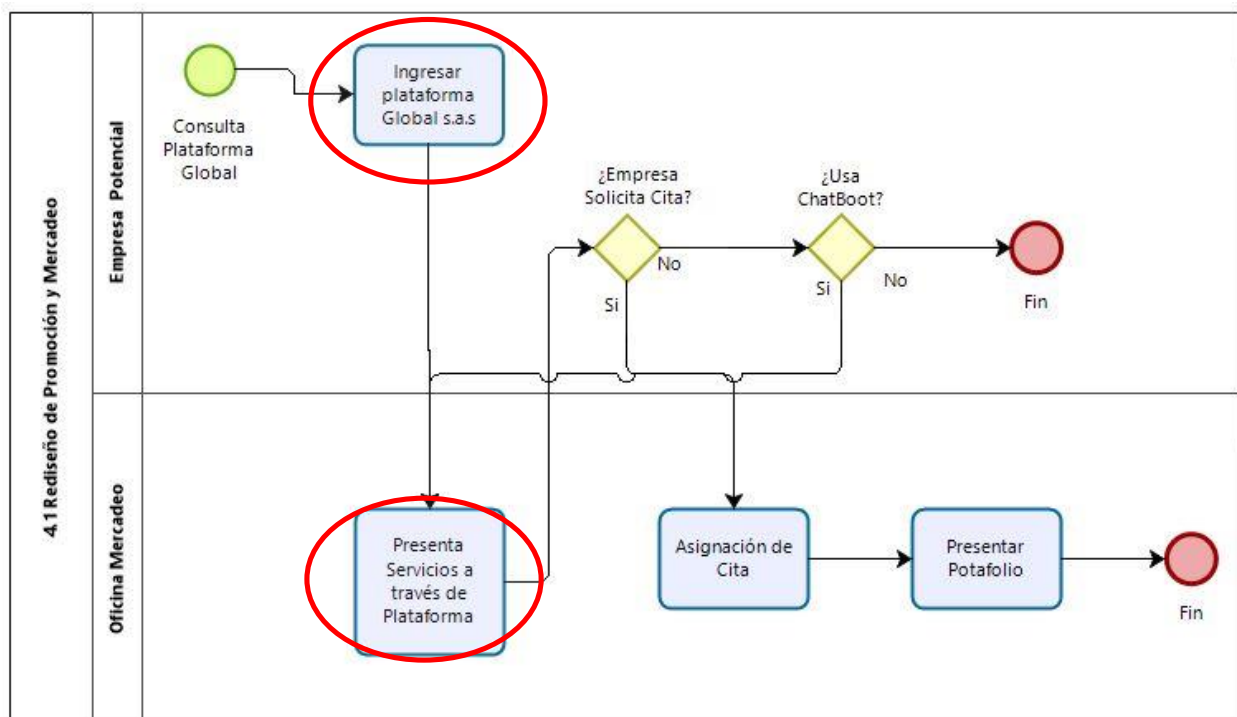 4.1 Rediseño de Promoción y Mercadeo
Empresa Potencial
Consulta
Plataforma
Global
Ingresar
plataforma
Global s.a.s
¿Empresa
Solicita Cita?
No
Si
¿Usa
ChatBoot?
Si
No
Fin
Oficina Mercadeo
Presenta
Servicios a
través de
Plataforma
Asignación de
Cita
Presentar
Potafolio
Fin